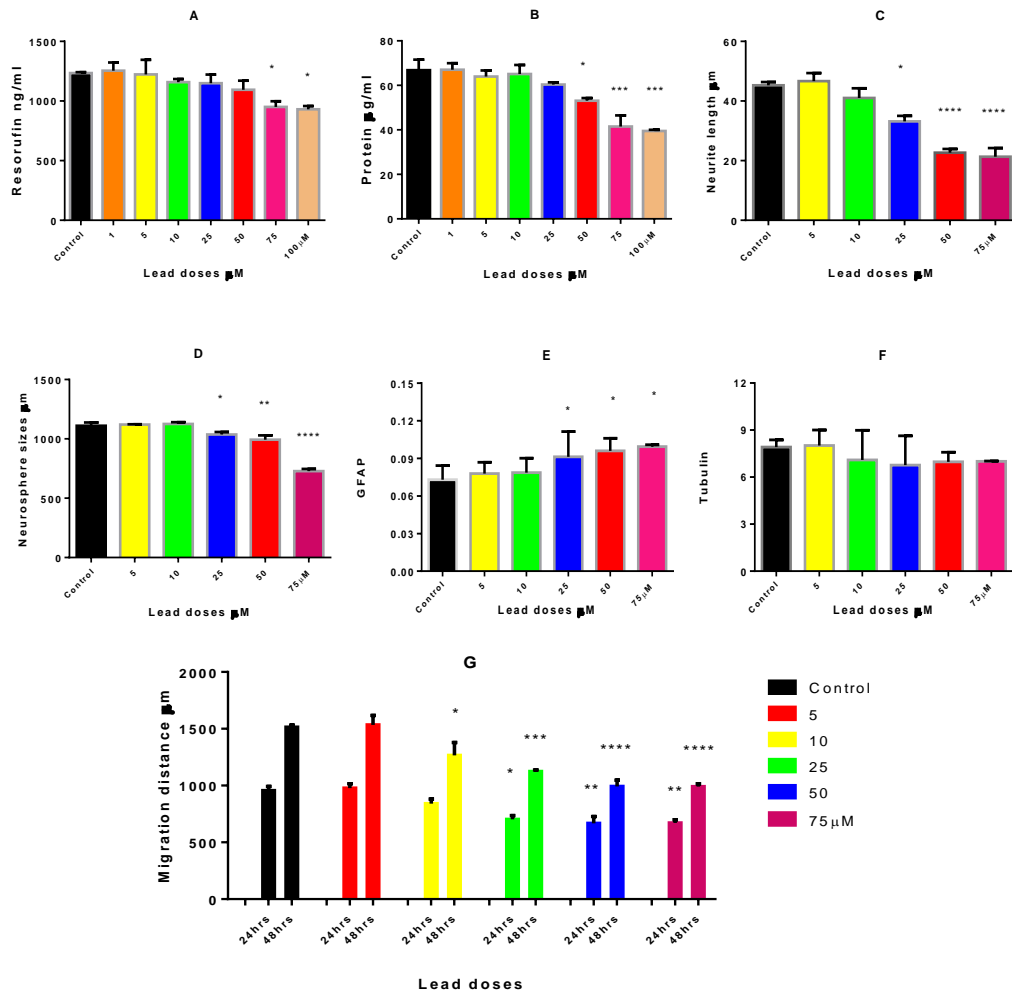 A
Resorufin ng/ml
1500
1000
500
0
*
*
Control
1
5
10
25
50
75
100µM
Lead doses µM
B
Protein µg/ml
80
60
40
20
0
*
***
***
Control
1
5
10
25
50
75
100µM
Lead doses µM
C
Neurite length µm
60
40
20
0
*
****
****
Control
5
10
25
50
75µM
Lead doses µM
D
Neurosphere sizes µm
1500
1000
500
0
*
**
****
Control
5
10
25
50
75µM
Lead doses µM
E
GFAP
0.15
0.12
0.09
0.06
0.03
0.00
*
*
*
Control
5
10
25
50
75µM
Lead doses µM
F
Tubulin
12
9
6
3
0
Control
5
10
25
50
75µM
Lead doses µM
G
Migration distance µm
2000
1500
1000
500
0
*
*
***
**
****
**
****
24hrs
48hrs
24hrs
48hrs
24hrs
48hrs
24hrs
48hrs
24hrs
48hrs
24hrs
48hrs
Lead doses
Control
5
10
25
50
75µM